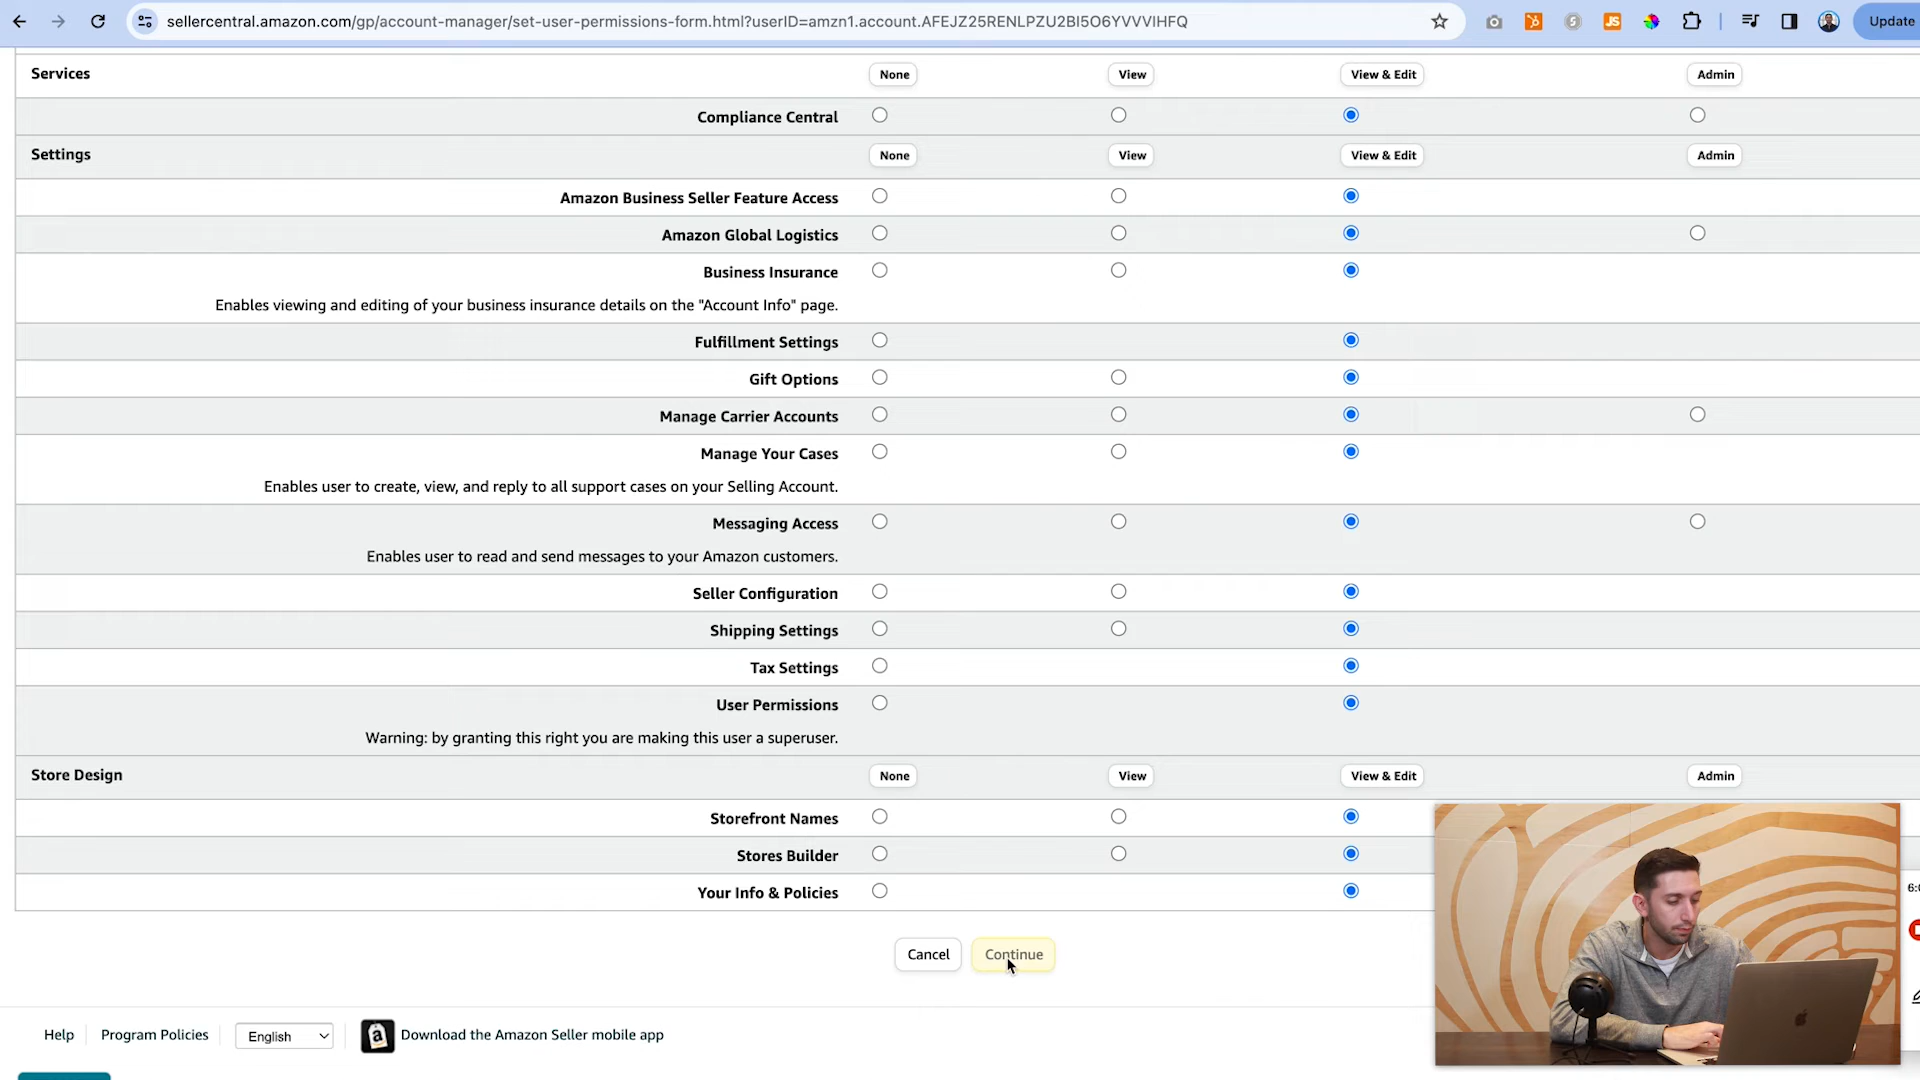 sellercentral.amazon.com/gp/account-manager/set-user-permissions-form.html?userID=amzn1.account.AFEJZ25RENLPZU2BI5O6YVVVIHFQ
JS
Update
Services None View View & Edit Admin
Compliance Central
Settings None View View & Edit Admin
Amazon Business Seller Feature Access
Amazon Global Logistics
Business Insurance
Enables viewing and editing of your business insurance details on the "Account Info" page.
Fulfillment Settings
Gift Options
Manage Carrier Accounts
Manage Your Cases
Enables user to create, view, and reply to all support cases on your Selling Account.
Messaging Access
Enables user to read and send messages to your Amazon customers.
Seller Configuration
Shipping Settings
Tax Settings
User Permissions
Warning: by granting this right you are making this user a superuser.
Store Design None View View & Edit Admin
Storefront Names
Stores Builder
Your Info & Policies
Cancel Continue
Help Program Policies English Download the Amazon Seller mobile app